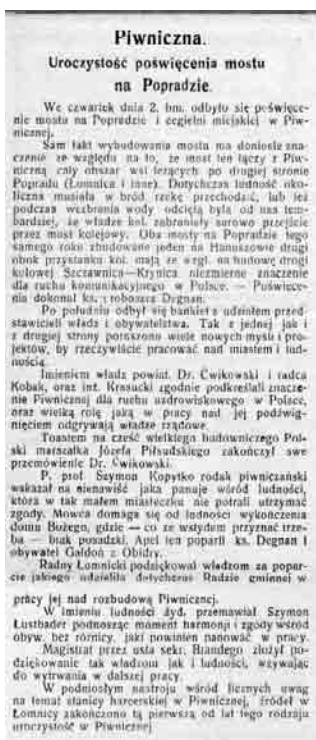 Piwniczna.
Uroczystość poświęcenia mostu
na Popradzie.
We czwartek dnia 2. bm. odbyło się poświęce-
nie mostu na Popradzie i cegielni miejskiej w Piw-
nicznej.
Sam fakt wybudowania mostu ma doniosłe zna-
czenie ze względu na to, że most ten łączy z Piw-
niczną cały obszar wsi leżących po drugiej stronie
Popradu (Łomnica i inne). Dotychczas ludność oko-
liczna musiała w bród rzekę przechodzić, lub też
podczas wezbrania wody odcięta była od nas tem-
bardziej, że władze kol. zabraniały surowo przejście
przez most kolejowy. Oba mosty na Popradzie tego
samego roku zbudowane jeden na Hanuszowie drugi
obok przystanku kol. mają ze wzgl. na budowę drogi
kołowej Szczawnica—Krynica niezmierne znaczenie
dla ruchu komunikacyjnego w Polsce. — Poświęce-
nia dokonał ks. proboszcz Degnan.
Po południu odbył się bankiet z udziałem przed-
stawicieli władz i obywatelstwa. Tak z jednej jak i
z drugiej strony poroszono wiele nowych myśli i pro-
jektów, by rzeczywiście pracować nad miastem i lud-
nością.
Imieniem władz powiat. Dr. Cwikowski i radca
Kobak, oraz inż. Krasucki zgodnie podkreślali znacze-
nie Piwnicznej dla ruchu uzdrowiskowego w Polsce,
oraz wielką rolę jaką w pracy nad jej podźwig-
nięciem odgrywają władze rządowe.
Toastem na cześć wielkiego budowniczego Pol-
ski marszałka Józefa Piłsudskiego zakończył swe
przemówienie Dr. Ćwikowski.
P. prof. Szymon Kopytko rodak piwniczański
wskazał na nienawiść jaka panuje wśród ludności,
która w tak małem miasteczku nie potrafi utrzymać
zgody. Mowca domaga się od ludności wykończenia
domu Bożego, gdzie — co ze wstydem przyznać trze-
ba — brak posadzki. Apel ten poparli ks. Degnan i
obywatel Gałdoń z Obidzy.
Radny Łomnicki podziękował władzom za popar-
cie jakiego udzieliła dotychczas Radzie gminnej w
pracy jej nad rozbudową Piwnicznej.
W imieniu ludności żyd. przemawiał Szymon
Lustbader podnosząc moment harmonji i zgody wśród
obyw. bez różnicy, jaki powinien panować w pracy.
Magistrat przez usta sekr. Brandego złożył po-
dziękowanie tak władzom jak i ludności, wzywając
do wytrwania w dalszej pracy.
W podniosłym nastroju wśród licznych uwag
na temat stanicy harcerskiej w Piwnicznej, źródeł w
Łomnicy zakończono tą pierwszą od lat tego rodzaju
uroczystość w Piwnicznej